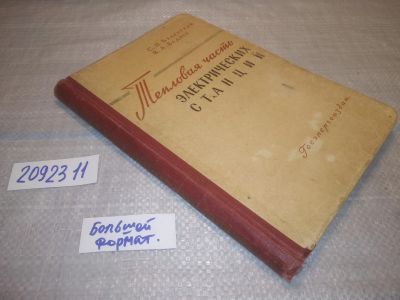 Тепловая часть
ЭЛЕКТРИЧЕСКИХ
СТАНЦИЙ
Госэнергоиздат
20923 11
большой
формат.